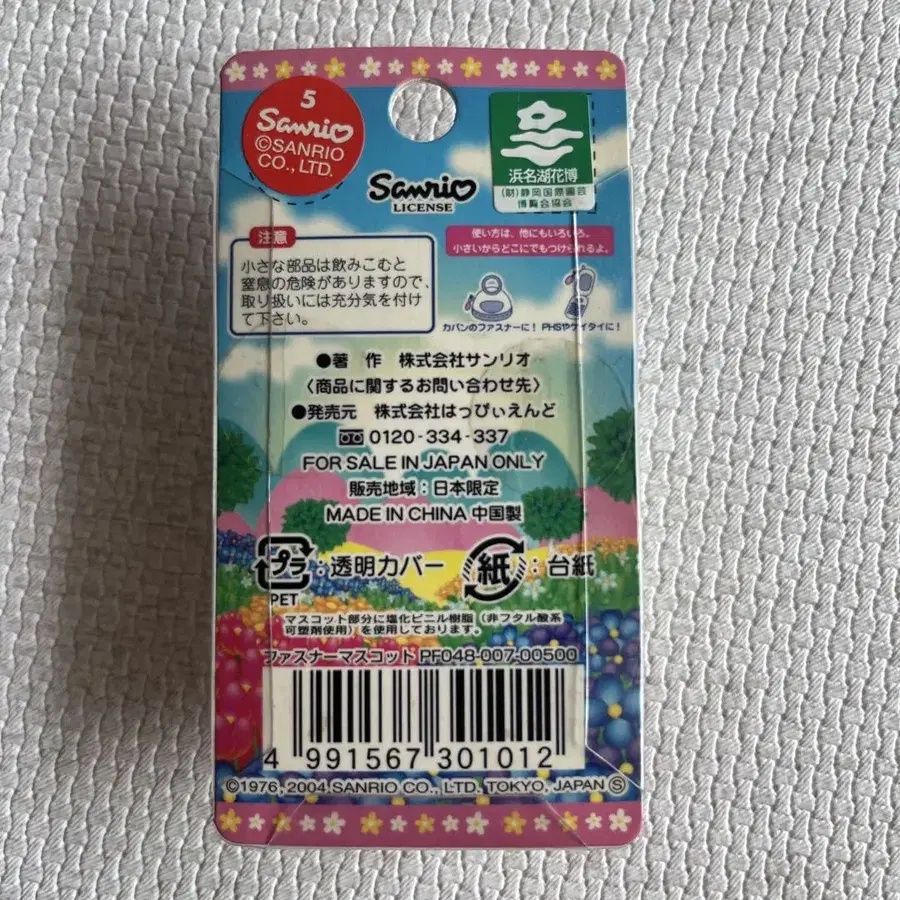 5
Sanrio
©SANRIO
CO., LTD.
Sanrio
LICENSE
浜名湖花博
(財)静岡国際園芸
博覧会協会
注意
小さな部品は飲みこむと
窒息の危険がありますので、
取り扱いには充分気を付け
て下さい。
使い方は、他にもいろいろ。
小さいからどこにでもつけられるよ。
カバンのファスナーに! PHSやケイタイに!
●著 作 株式会社サンリオ
〈商品に関するお問い合わせ先〉
●発売元 株式会社はっぴぃえんど
0120-334-337
FOR SALE IN JAPAN ONLY
販売地域:日本限定
MADE IN CHINA 中国製
プラ:透明カバー 紙:台紙
PET
マスコット部分に塩化ビニル樹脂(非フタル酸系
可塑剤使用)を使用しております。
ファスナーマスコット PF048-007-00500
4 991567 301012
©1976, 2004 SANRIO CO., LTD. TOKYO, JAPAN Ⓢ